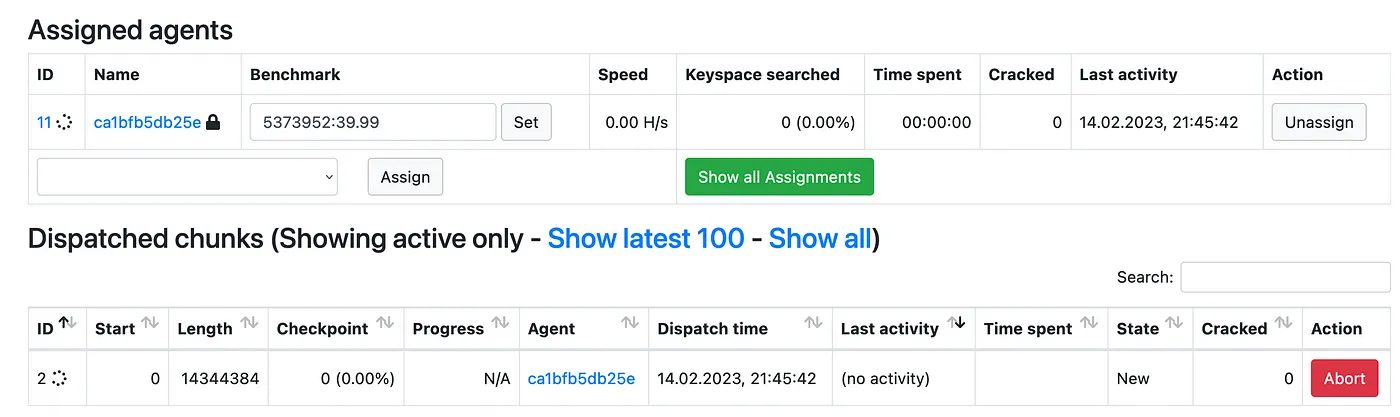 Assigned agents
ID Name Benchmark Speed Keyspace searched Time spent Cracked Last activity Action
11 ca1bfb5db25e 5373952:39.99 Set 0.00 H/s 0 (0.00%) 00:00:00 0 14.02.2023, 21:45:42 Unassign
Assign Show all Assignments
Dispatched chunks (Showing active only - Show latest 100 - Show all)
Search:
ID Start Length Checkpoint Progress Agent Dispatch time Last activity Time spent State Cracked Action
2 0 14344384 0 (0.00%) N/A ca1bfb5db25e 14.02.2023, 21:45:42 (no activity) New 0 Abort